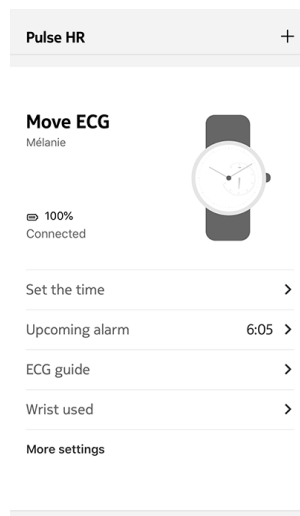 Pulse HR
Move ECG
Mélanie
100%
Connected
Set the time
Upcoming alarm 6:05
ECG guide
Wrist used
More settings